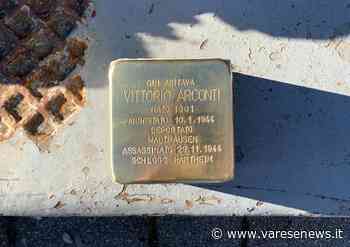 QUI ABITAVA
VITTORIO ARCONTI
NATO 1901
ARRESTATO 10.1.1944
DEPORTATO
MAUTHAUSEN
ASSASSINATO 29.11.1944
SCHLOSS HARTHEIM
© www.varesenews.it